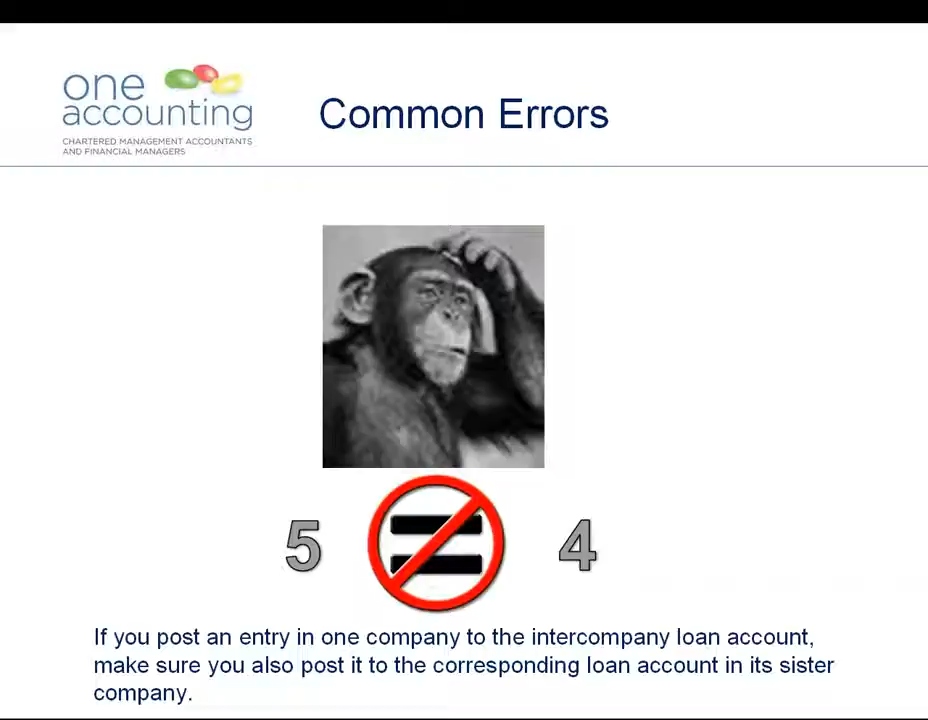 one
accounting
CHARTERED MANAGEMENT ACCOUNTANTS
AND FINANCIAL MANAGERS
Common Errors
5 = 4
If you post an entry in one company to the intercompany loan account,
make sure you also post it to the corresponding loan account in its sister
company.